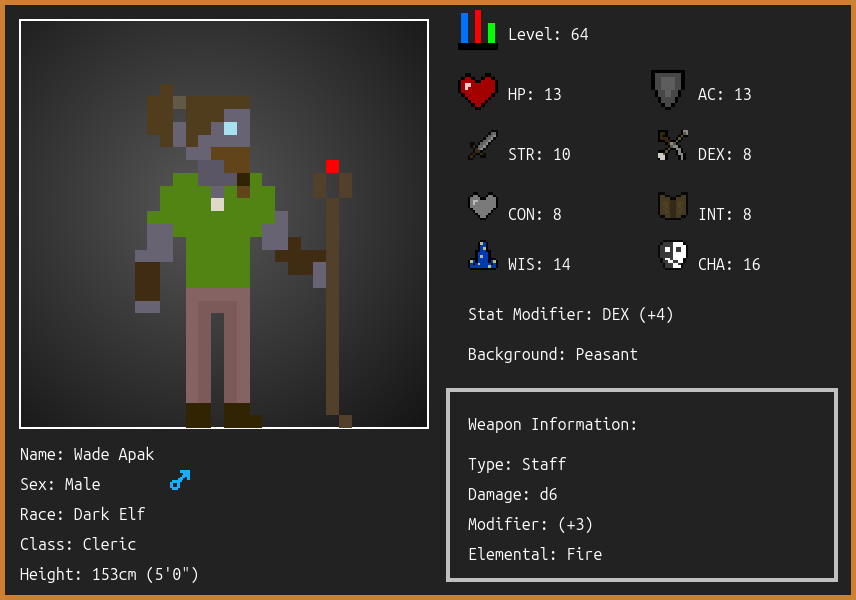 Level: 64
HP: 13
AC: 13
STR: 10
DEX: 8
CON: 8
INT: 8
WIS: 14
CHA: 16
Stat Modifier: DEX (+4)
Background: Peasant
Weapon Information:
Type: Staff
Damage: d6
Modifier: (+3)
Elemental: Fire
Name: Wade Apak
Sex: Male
Race: Dark Elf
Class: Cleric
Height: 153cm (5'0")